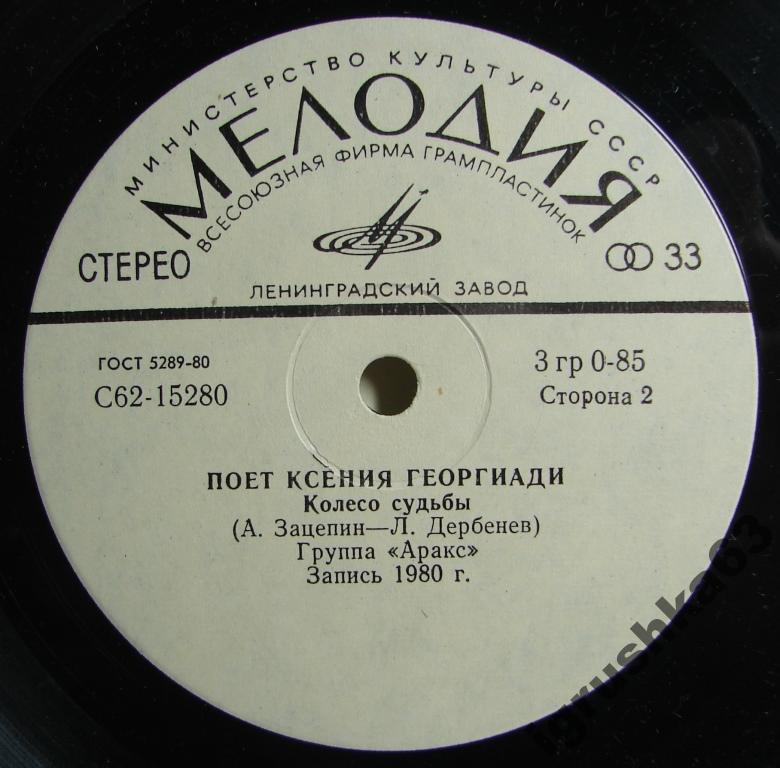 МИНИСТЕРСТВО КУЛЬТУРЫ СССР
МЕЛОДИЯ
ВСЕСОЮЗНАЯ ФИРМА ГРАМПЛАСТИНОК
СТЕРЕО
33
ЛЕНИНГРАДСКИЙ ЗАВОД
ГОСТ 5289-80
3 гр 0-85
С62-15280
Сторона 2
ПОЕТ КСЕНИЯ ГЕОРГИАДИ
Колесо судьбы
(А. Зацепин—Л. Дербенев)
Группа «Аракс»
Запись 1980 г.
igrushka63